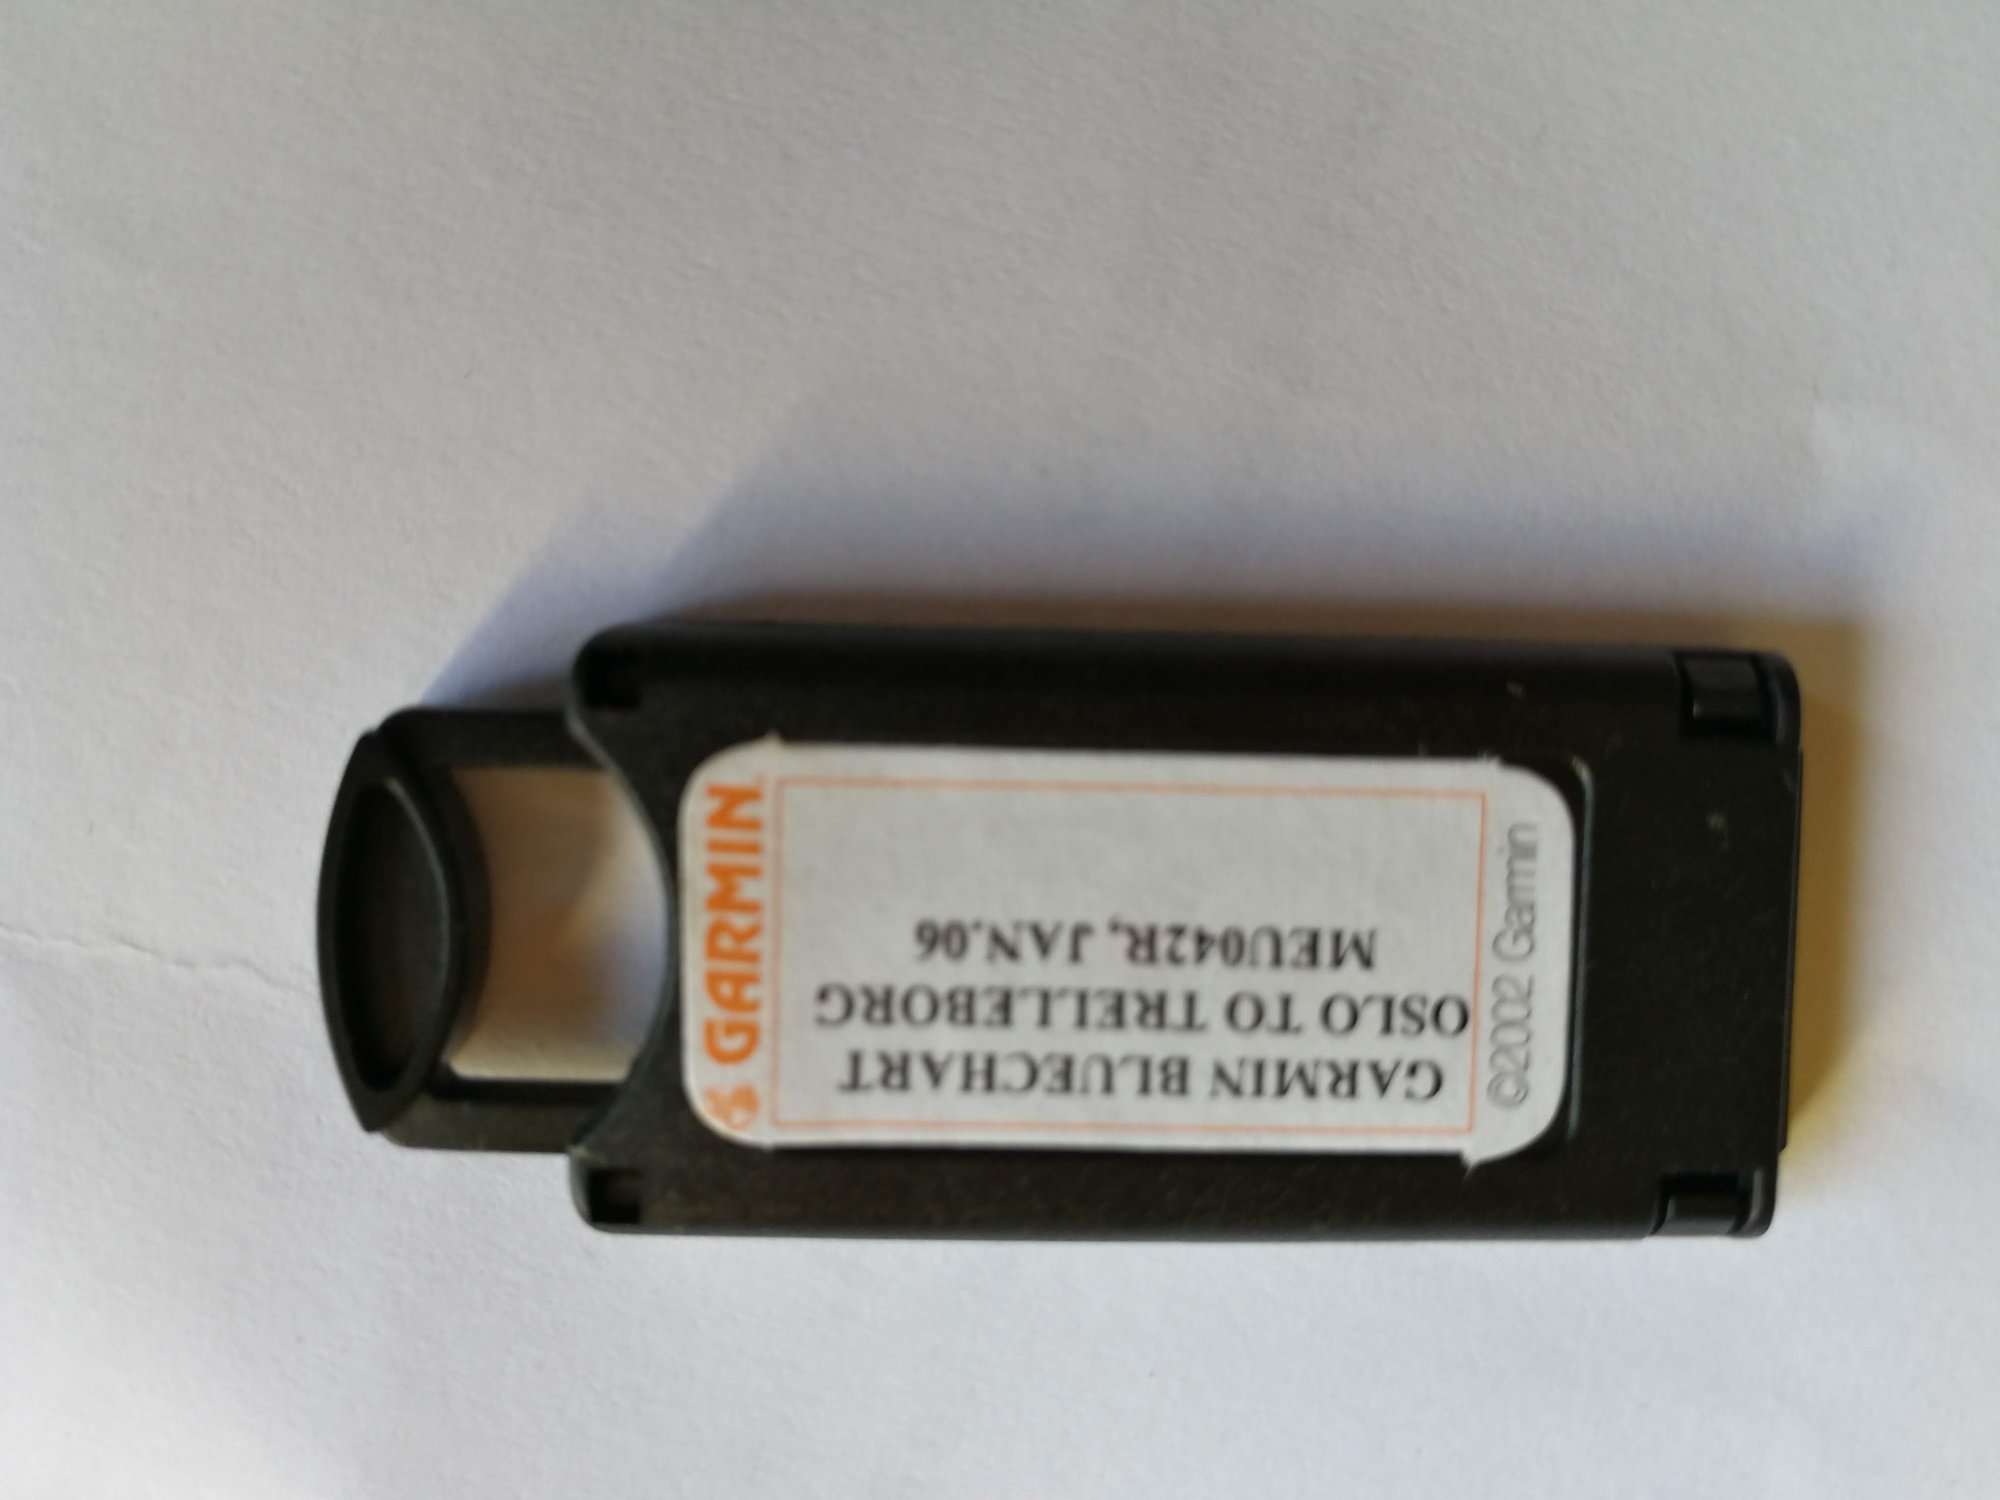 GARMIN
GARMIN BLUECHART
OSLO TO TRELLEBORG
MEU042R, JAN.06
©2002 Garmin